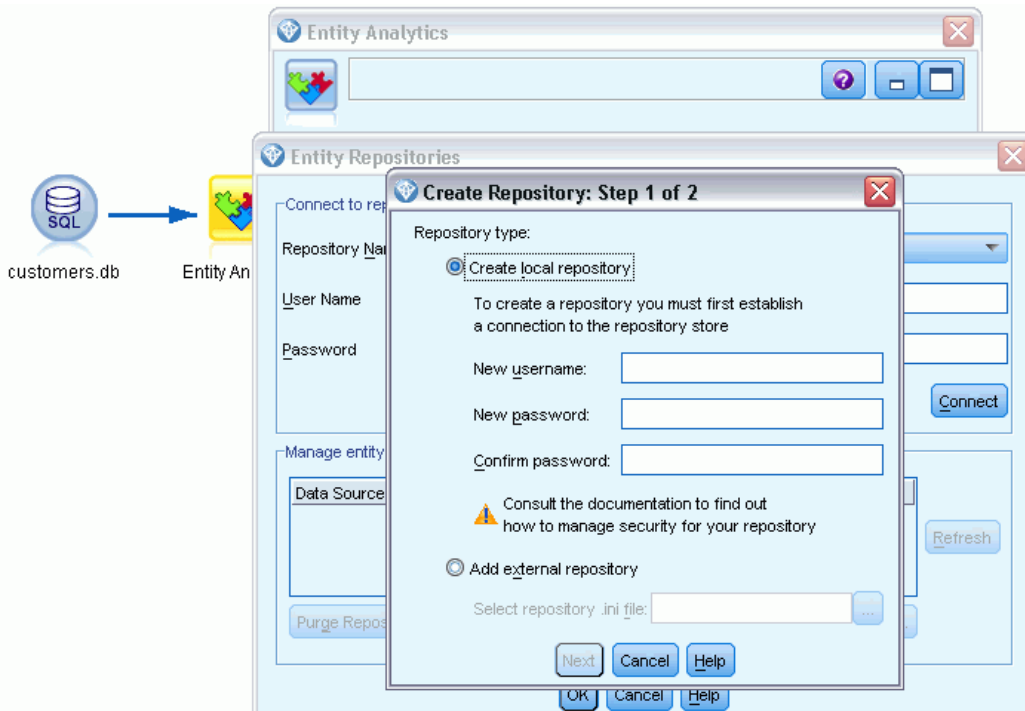 Entity Analytics
Entity Repositories
SQL
customers.db
Entity An
Connect to rep
Repository Nar
User Name
Password
Connect
Manage entity
Data Source
Refresh
Purge Repos
OK
Cancel
Help
Create Repository: Step 1 of 2
Repository type:
Create local repository
To create a repository you must first establish
a connection to the repository store
New username:
New password:
Confirm password:
Consult the documentation to find out
how to manage security for your repository
Add external repository
Select repository .ini file:
...
Next
Cancel
Help